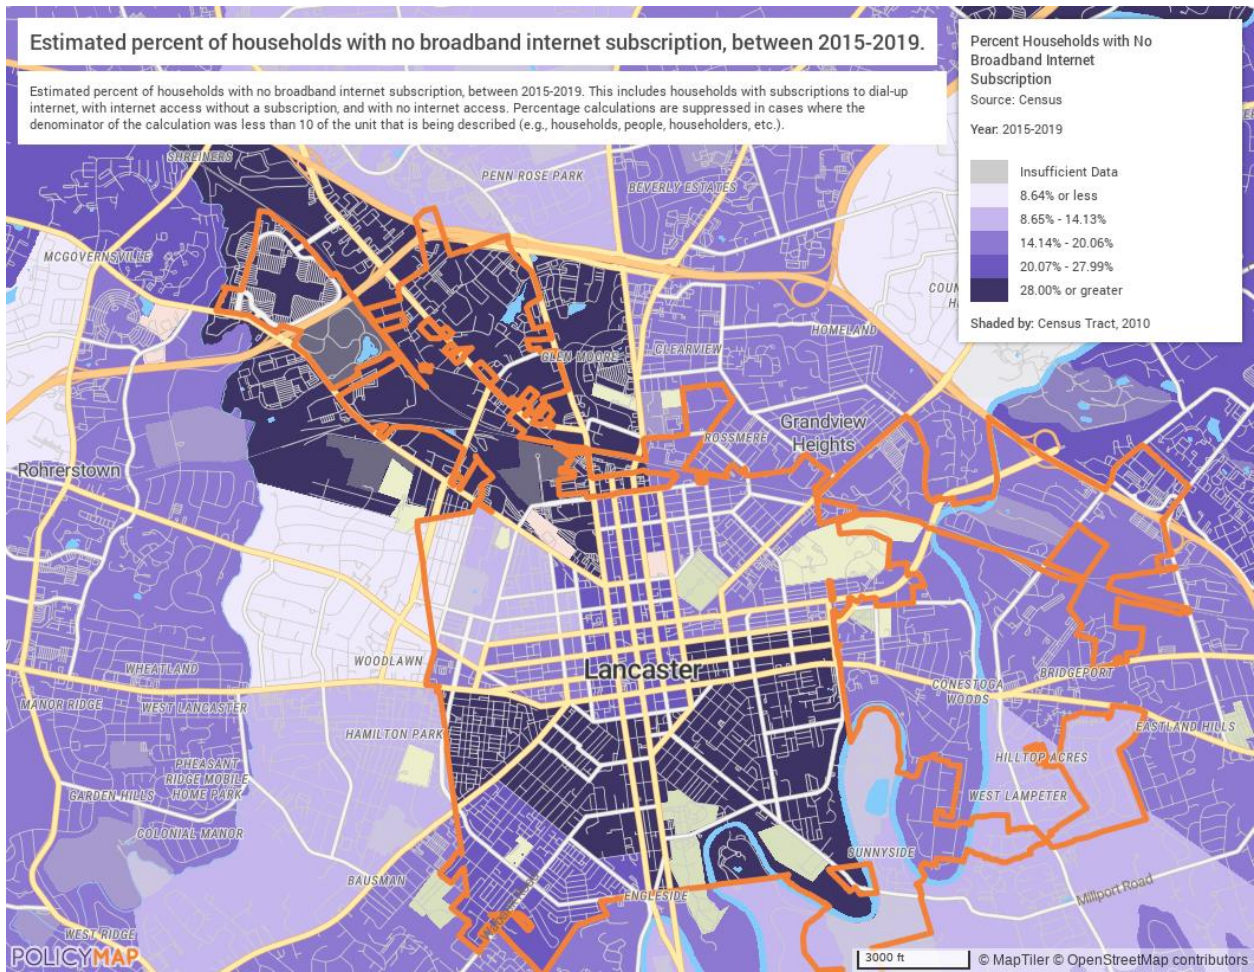 Estimated percent of households with no broadband internet subscription, between 2015-2019.
Estimated percent of households with no broadband internet subscription, between 2015-2019. This includes households with subscriptions to dial-up
internet, with internet access without a subscription, and with no internet access. Percentage calculations are suppressed in cases where the
denominator of the calculation was less than 10 of the unit that is being described (e.g., households, people, householders, etc.).
Percent Households with No
Broadband Internet
Subscription
Source: Census
Year: 2015-2019
Insufficient Data
8.64% or less
8.65% - 14.13%
14.14% - 20.06%
20.07% - 27.99%
28.00% or greater
Shaded by: Census Tract, 2010
SHREINERS
PENN ROSE PARK
BEVERLY ESTATES
MCGOVERNSVILLE
HOMELAND
GLEN MOORE
CLEARVIEW
Grandview
Heights
ROSSMERE
Rohrerstown
WOODLAWN
Lancaster
WHEATLAND
BRIDGEPORT
CONESTOGA
WOODS
MANOR RIDGE
WEST LANCASTER
EASTLAND HILLS
HAMILTON PARK
HILLTOP ACRES
PHEASANT
RIDGE MOBILE
HOME PARK
GARDEN HILLS
WEST LAMPETER
COLONIAL MANOR
SUNNYSIDE
BAUSMAN
ENGLESIDE
Millport Road
WEST RIDGE
POLICYMAP
3000 ft
© MapTiler © OpenStreetMap contributors